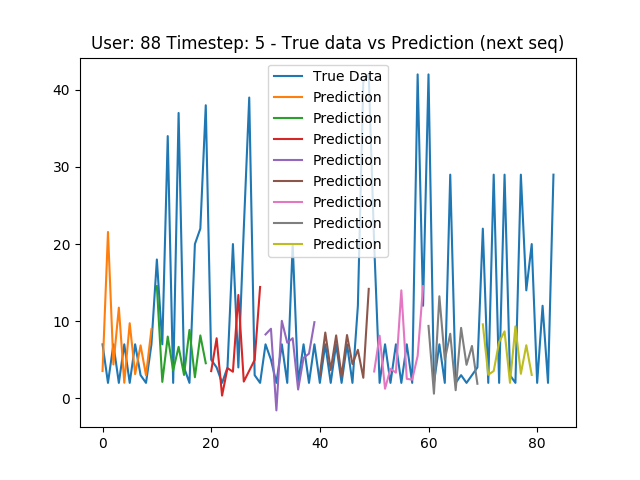 User: 88 Timestep: 5 - True data vs Prediction (next seq)
True Data
Prediction
Prediction
Prediction
Prediction
Prediction
Prediction
Prediction
Prediction
40
30
20
10
0
0 20 40 60 80